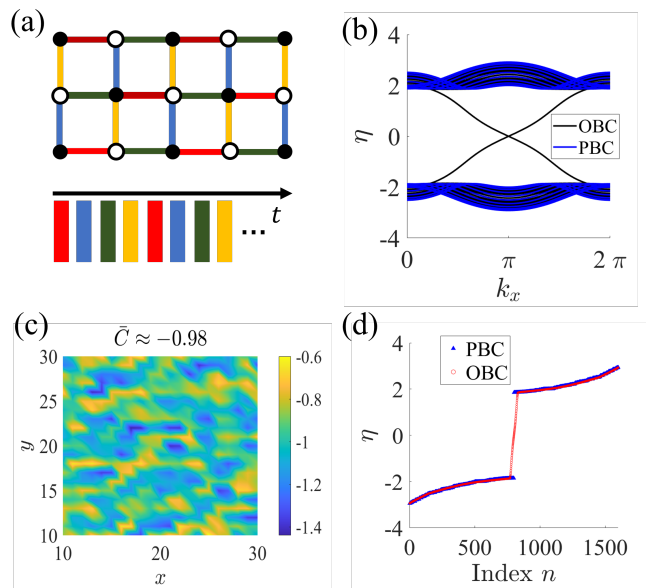 (a)
t
...
(b)
η
4
2
0
-2
-4
OBC
PBC
0
π
2 π
k_x
(c)
C̄ ≈ −0.98
y
30
25
20
15
10
10
20
30
x
-0.6
-0.8
-1
-1.2
-1.4
(d)
η
4
2
0
-2
-4
PBC
OBC
0
500
1000
1500
Index n